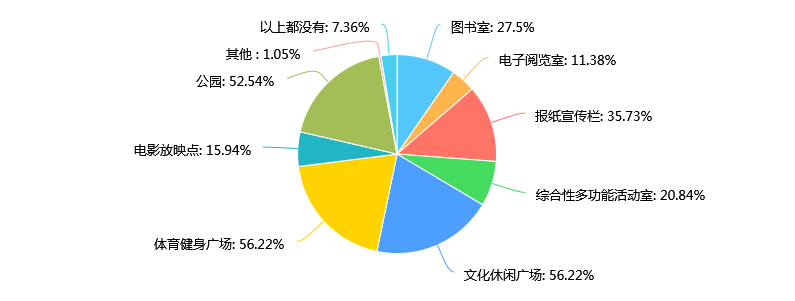 以上都没有: 7.36%
图书室: 27.5%
其他 : 1.05%
电子阅览室: 11.38%
公园: 52.54%
报纸宣传栏: 35.73%
电影放映点: 15.94%
综合性多功能活动室: 20.84%
体育健身广场: 56.22%
文化休闲广场: 56.22%